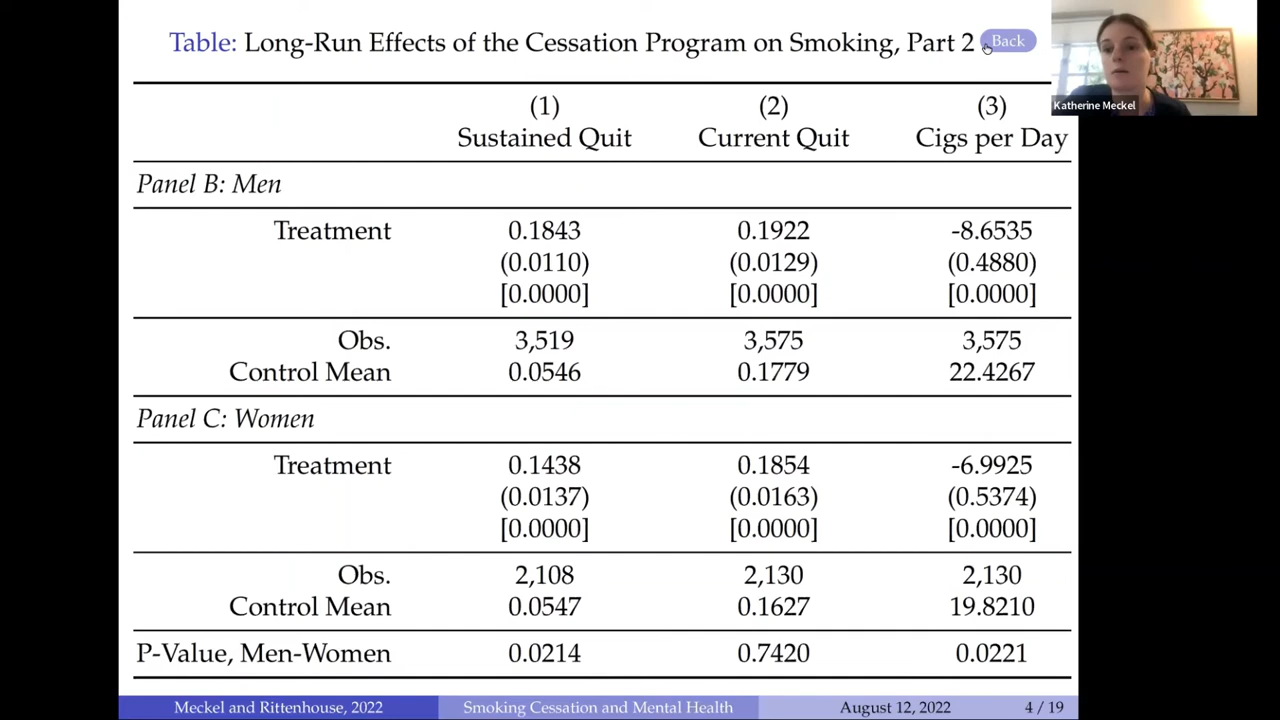 Table: Long-Run Effects of the Cessation Program on Smoking, Part 2 Back
Katherine Meckel
(1) (2) (3)
Sustained Quit Current Quit Cigs per Day
Panel B: Men
Treatment 0.1843 0.1922 -8.6535
(0.0110) (0.0129) (0.4880)
[0.0000] [0.0000] [0.0000]
Obs. 3,519 3,575 3,575
Control Mean 0.0546 0.1779 22.4267
Panel C: Women
Treatment 0.1438 0.1854 -6.9925
(0.0137) (0.0163) (0.5374)
[0.0000] [0.0000] [0.0000]
Obs. 2,108 2,130 2,130
Control Mean 0.0547 0.1627 19.8210
P-Value, Men-Women 0.0214 0.7420 0.0221
Meckel and Rittenhouse, 2022 Smoking Cessation and Mental Health August 12, 2022 4 / 19